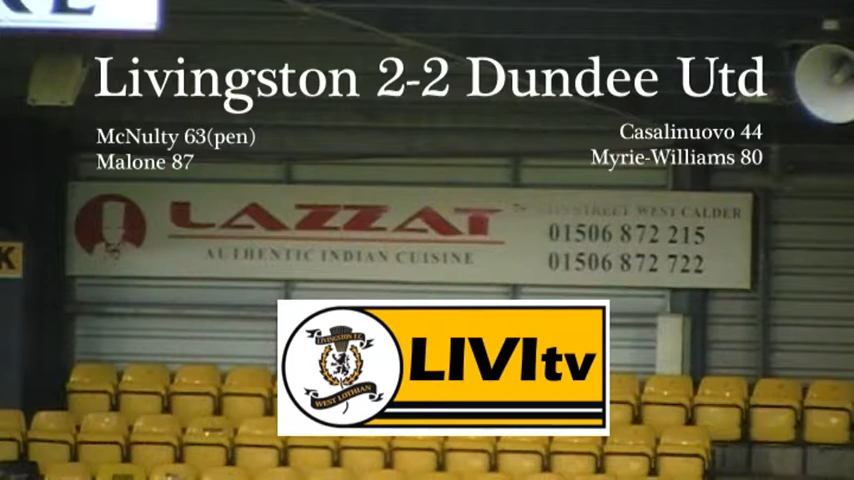 Livingston 2-2 Dundee Utd
McNulty 63(pen)
Malone 87
Casalinuovo 44
Myrie-Williams 80
LAZZAT
AUTHENTIC INDIAN CUISINE
STREET WEST CALDER
01506 872 215
01506 872 722
K
LIVINGSTON F.C.
WEST LOTHIAN
LIVItv